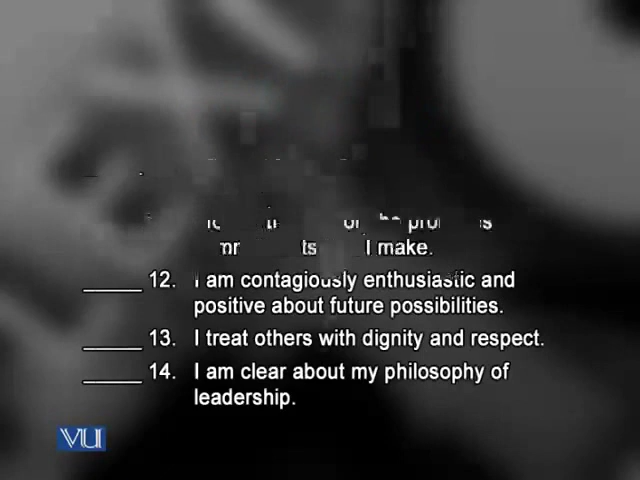 I make.
_____ 12. I am contagiously enthusiastic and
positive about future possibilities.
_____ 13. I treat others with dignity and respect.
_____ 14. I am clear about my philosophy of
leadership.
VU